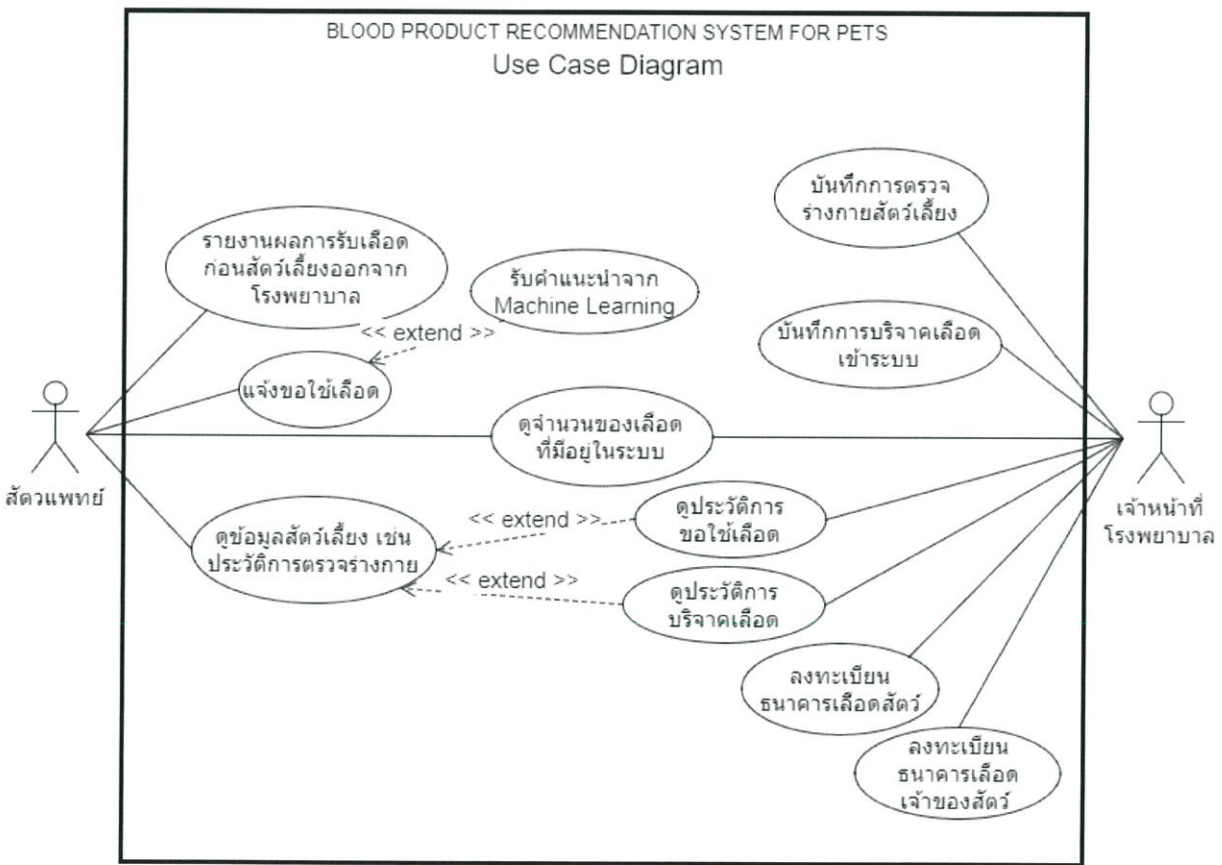 BLOOD PRODUCT RECOMMENDATION SYSTEM FOR PETS
Use Case Diagram
บันทึกการตรวจ
ร่างกายสัตว์เลี้ยง
รายงานผลการรับเลือด
ก่อนสัตว์เลี้ยงออกจาก
โรงพยาบาล
รับคำแนะนำจาก
Machine Learning
<< extend >>
บันทึกการบริจาคเลือด
เข้าระบบ
แจ้งขอใช้เลือด
ดูจำนวนของเลือด
ที่มีอยู่ในระบบ
สัตวแพทย์
เจ้าหน้าที่
โรงพยาบาล
ดูข้อมูลสัตว์เลี้ยง เช่น
ประวัติการตรวจร่างกาย
<< extend >>
ดูประวัติการ
ขอใช้เลือด
<< extend >>
ดูประวัติการ
บริจาคเลือด
ลงทะเบียน
ธนาคารเลือดสัตว์
ลงทะเบียน
ธนาคารเลือด
เจ้าของสัตว์